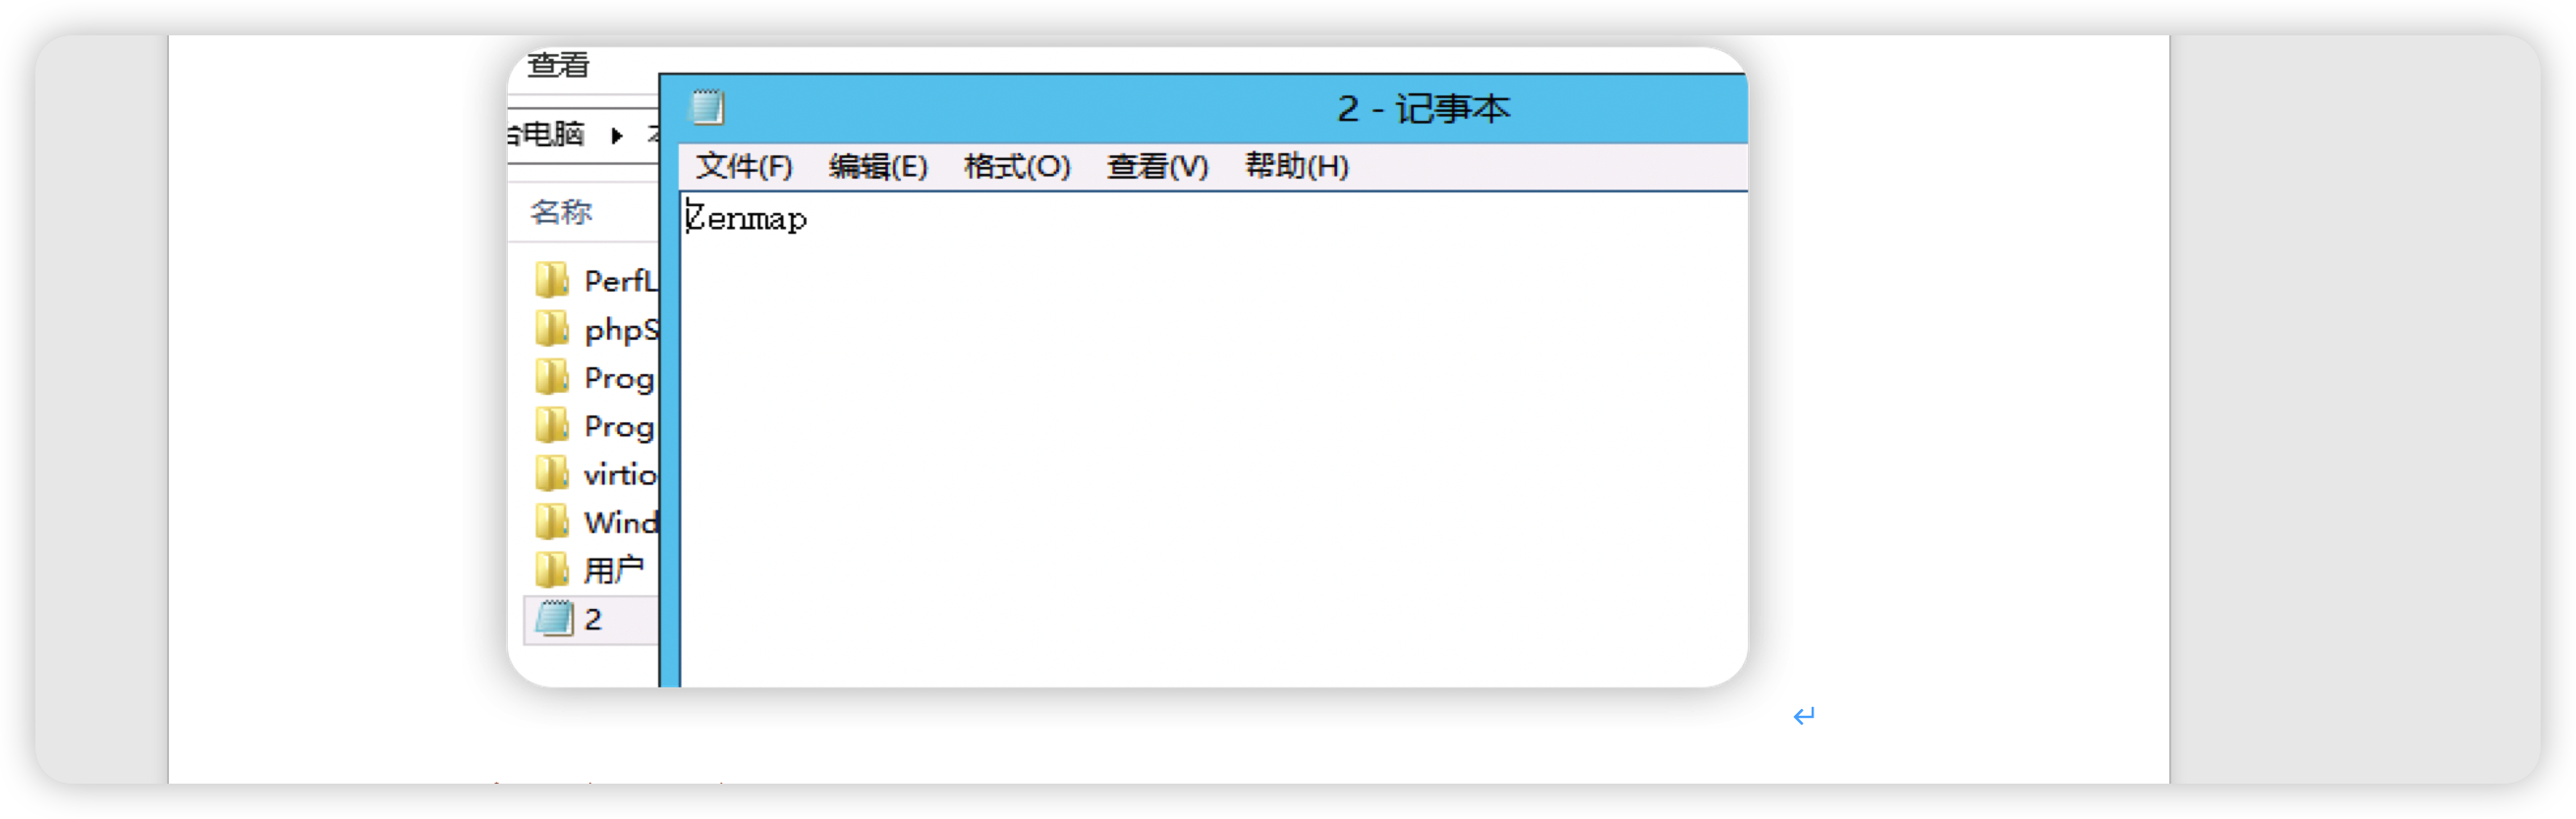 查看
2 - 记事本
台电脑
文件(F) 编辑(E) 格式(O) 查看(V) 帮助(H)
名称
Zenmap
PerfL
phpS
Prog
Prog
virtio
Wind
用户
2